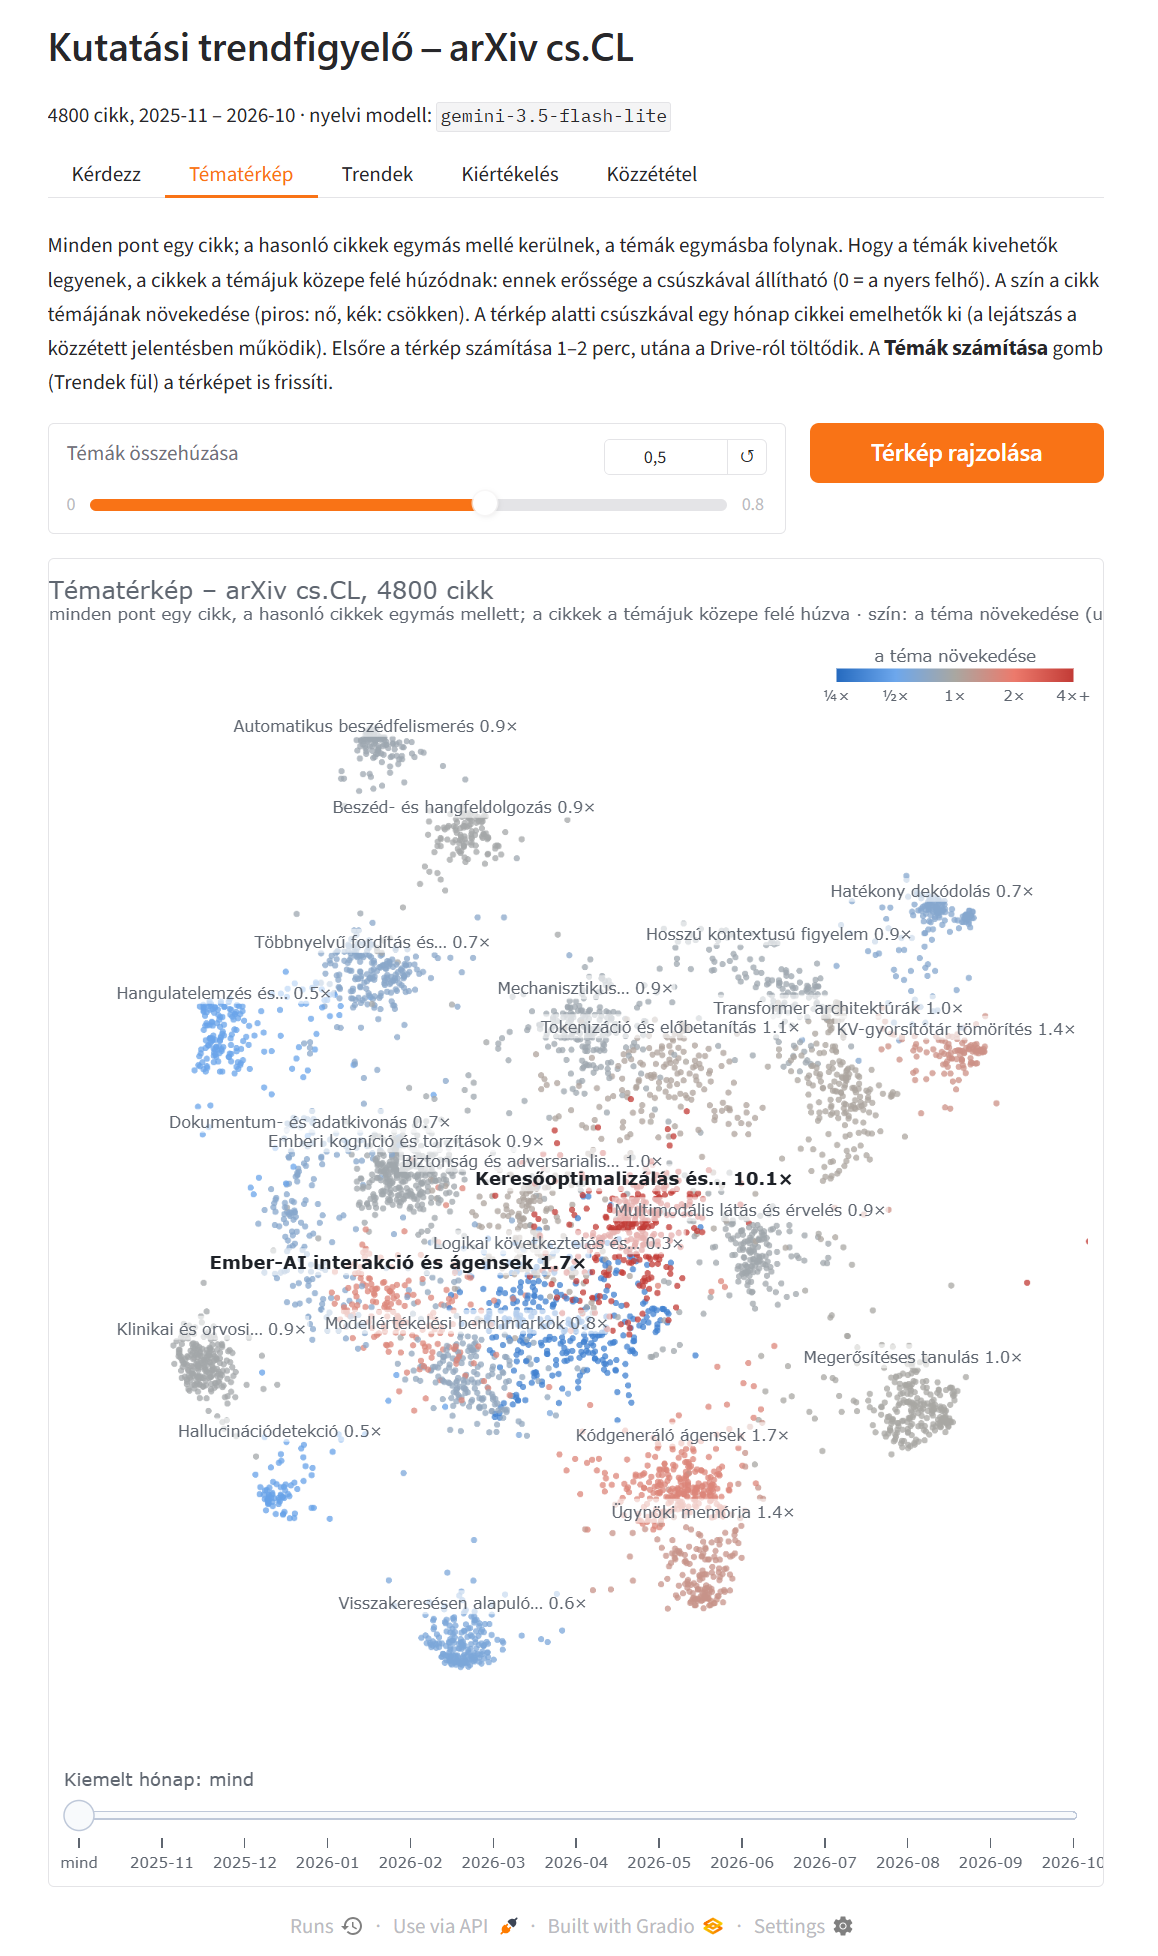 Kutatási trendfigyelő – arXiv cs.CL
4800 cikk, 2025-11 – 2026-10 · nyelvi modell: gemini-3.5-flash-lite
Kérdezz Tématérkép Trendek Kiértékelés Közzététel
Minden pont egy cikk; a hasonló cikkek egymás mellé kerülnek, a témák egymásba folynak. Hogy a témák kivehetők
legyenek, a cikkek a témájuk közepe felé húzódnak: ennek erőssége a csúszkával állítható (0 = a nyers felhő). A szín a cikk
témájának növekedése (piros: nő, kék: csökken). A térkép alatti csúszkával egy hónap cikkei emelhetők ki (a lejátszás a
közzétett jelentésben működik). Elsőre a térkép számítása 1–2 perc, utána a Drive-ról töltődik. A Témák számítása gomb
(Trendek fül) a térképet is frissíti.
Témák összehúzása
0,5 ↺
Térkép rajzolása
0 0.8
Tématérkép – arXiv cs.CL, 4800 cikk
minden pont egy cikk, a hasonló cikkek egymás mellett; a cikkek a témájuk közepe felé húzva · szín: a téma növekedése (u
a téma növekedése
¼× ½× 1× 2× 4×+
Automatikus beszédfelismerés 0.9×
Beszéd- és hangfeldolgozás 0.9×
Hatékony dekódolás 0.7×
Hosszú kontextusú figyelem 0.9×
Többnyelvű fordítás és... 0.7×
Mechanisztikus... 0.9×
Hangulatelemzés és... 0.5×
Transformer architektúrák 1.0×
Tokenizáció és előbetanítás 1.1×
KV-gyorsítótár tömörítés 1.4×
Dokumentum- és adatkivonás 0.7×
Emberi kogníció és torzítások 0.9×
Biztonság és adversarialis... 1.0×
Keresőoptimalizálás és... 10.1×
Multimodális látás és érvelés 0.9×
Logikai következtetés és... 0.3×
Ember-AI interakció és ágensek 1.7×
Modellértékelési benchmarkok 0.8×
Klinikai és orvosi... 0.9×
Megerősítéses tanulás 1.0×
Hallucinációdetekció 0.5×
Kódgeneráló ágensek 1.7×
Ügynöki memória 1.4×
Visszakeresésen alapuló... 0.6×
Kiemelt hónap: mind
mind 2025-11 2025-12 2026-01 2026-02 2026-03 2026-04 2026-05 2026-06 2026-07 2026-08 2026-09 2026-10
Runs · Use via API · Built with Gradio · Settings